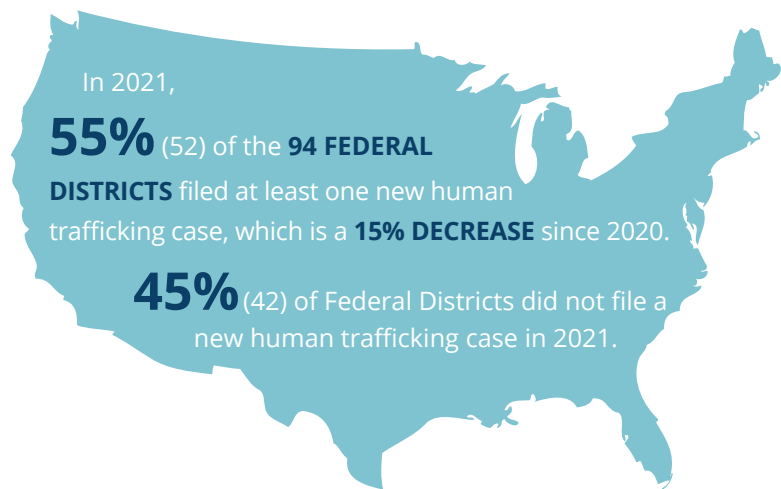 In 2021,
55% (52) of the 94 FEDERAL
DISTRICTS filed at least one new human
trafficking case, which is a 15% DECREASE since 2020.
45% (42) of Federal Districts did not file a
new human trafficking case in 2021.